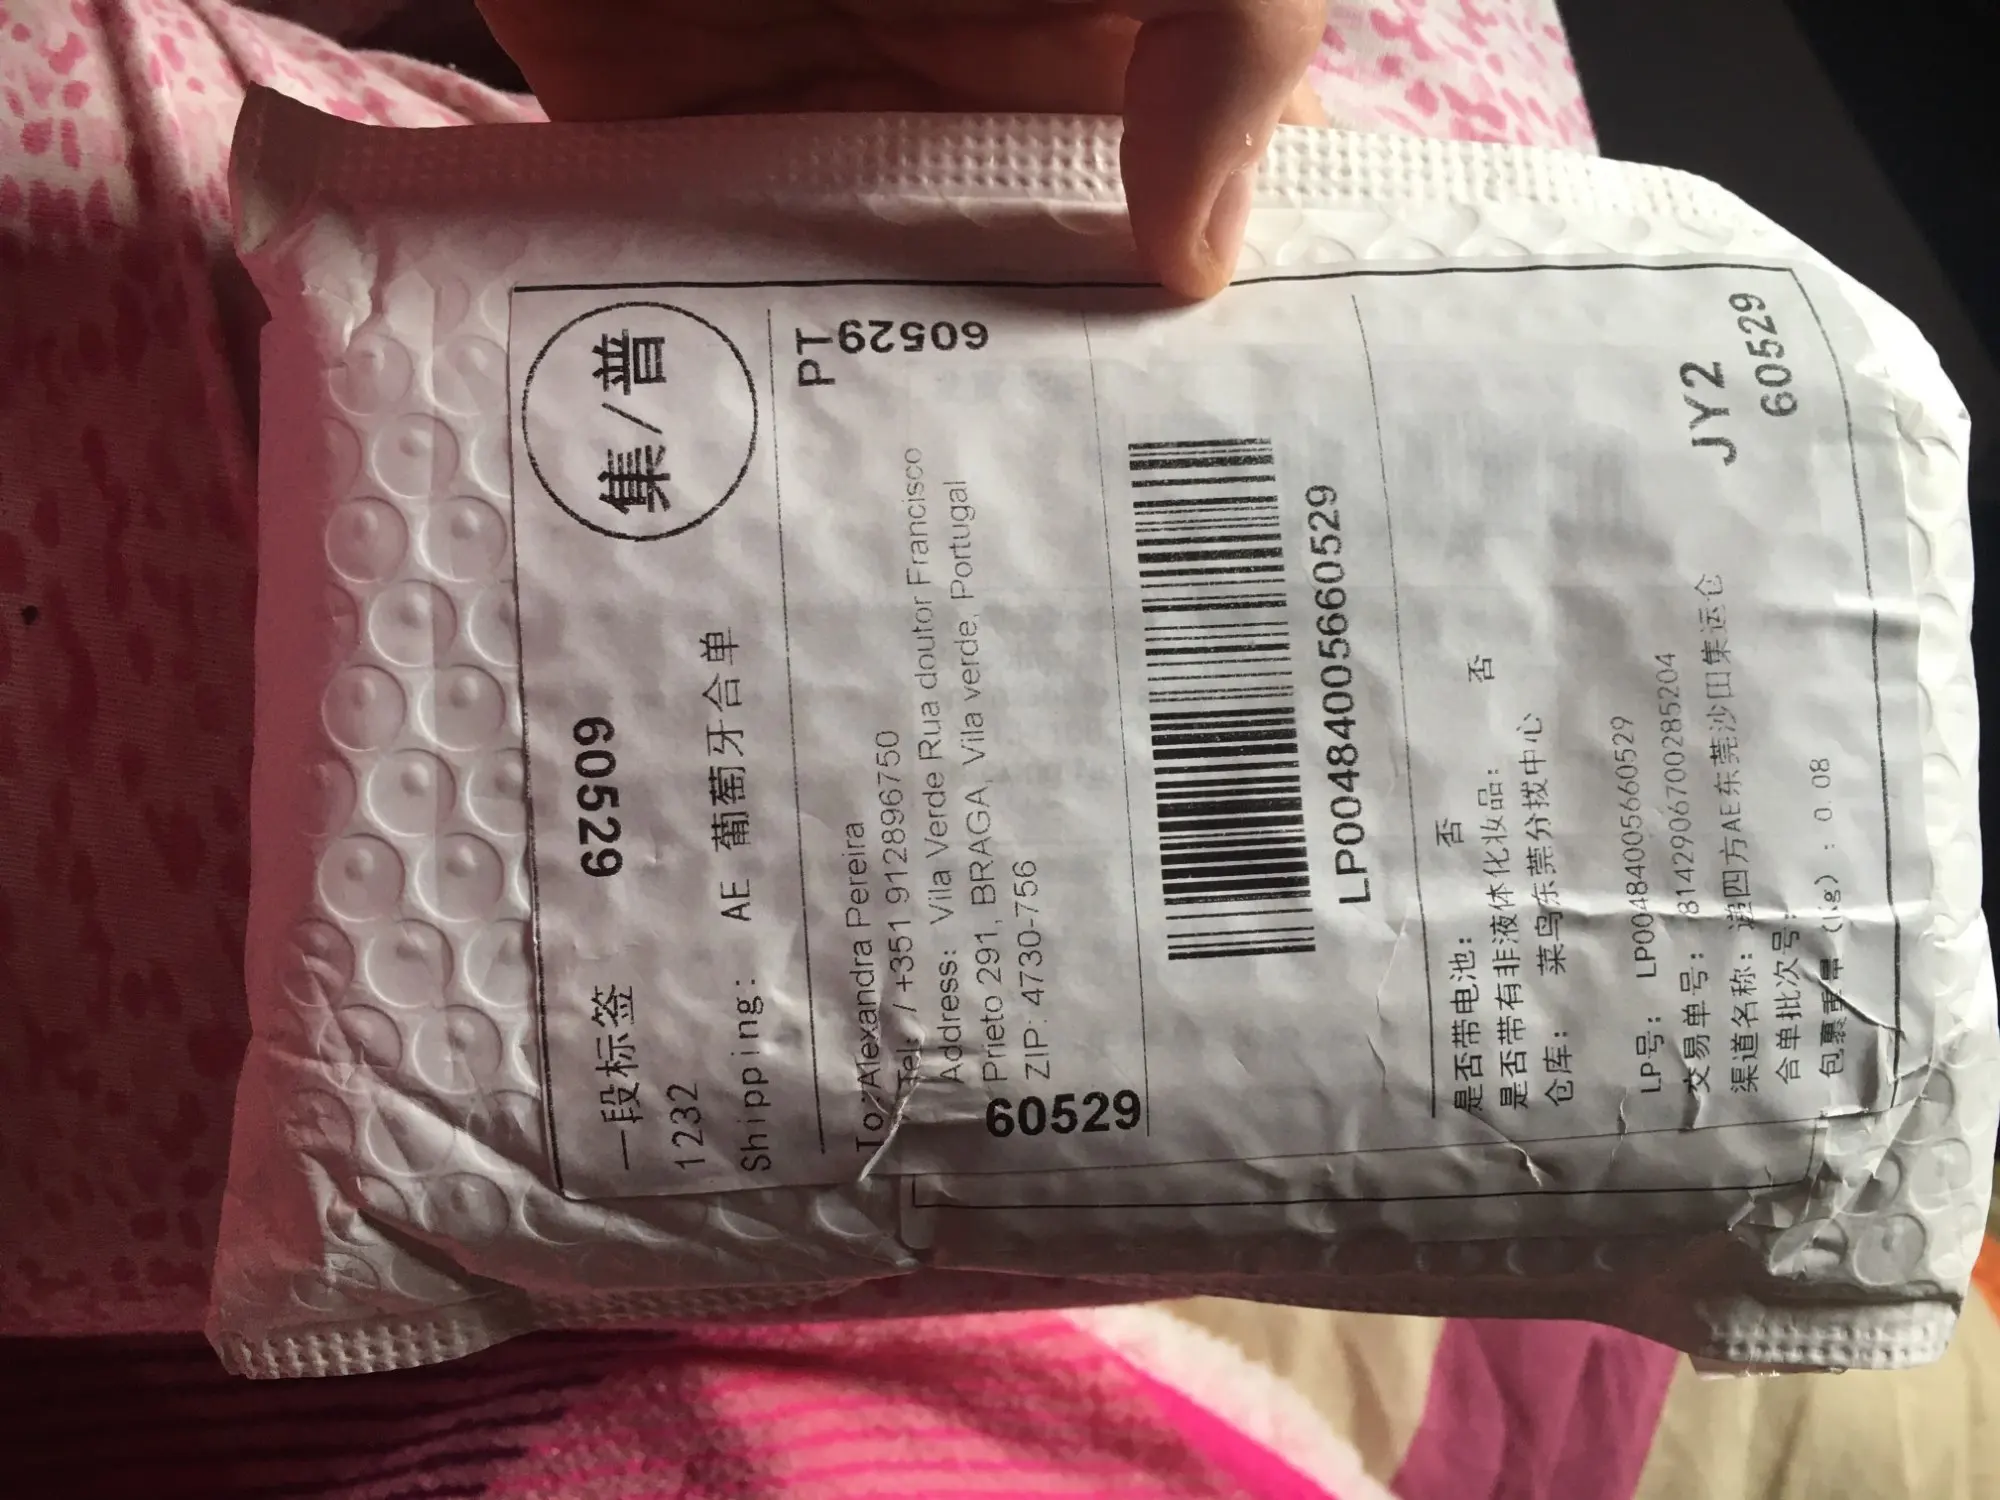 一段标签 60529
集/普
1232
Shipping: AE 葡萄牙合单
PT
60529
To: Alexandra Pereira
Tel: / +351 912896750
Address: Vila Verde Rua doutor Francisco
Prieto 291, BRAGA, Vila verde, Portugal
ZIP: 4730-756
60529
LP00484005660529
是否带电池: 否
是否带有非液体化妆品: 否
仓库: 菜鸟东莞分拨中心
LP号: LP00484005660529
交易单号: 8142906700285204
渠道名称: 递四方AE东莞沙田集运仓
合单批次号:
包裹重量(kg): 0.08
JY2
60529